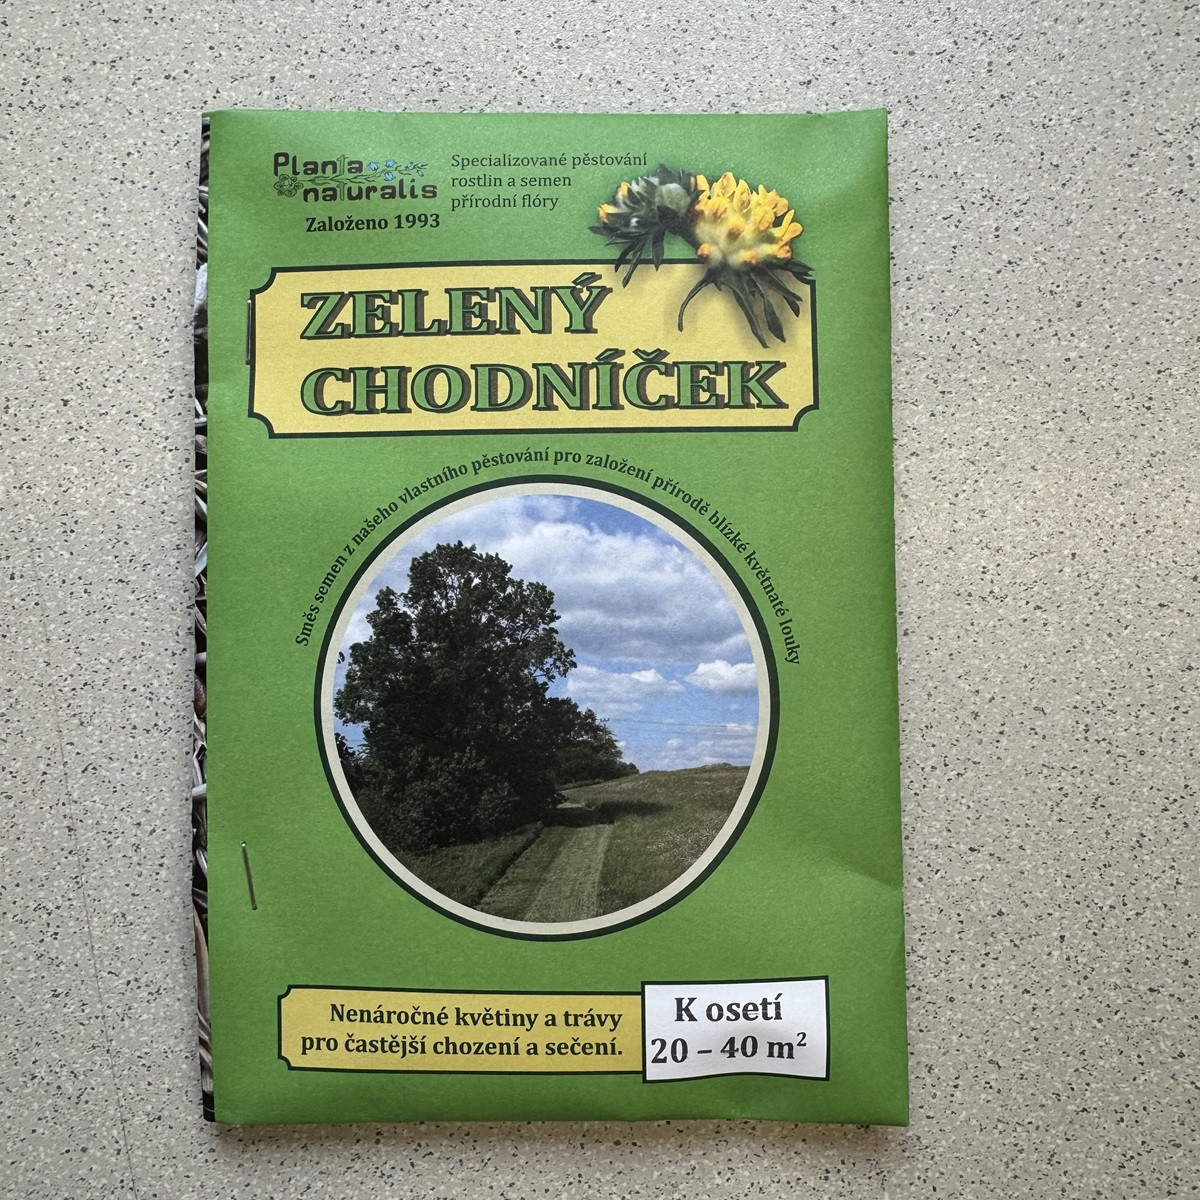 Planta
naturalis
Založeno 1993
Specializované pěstování
rostlin a semen
přírodní flóry
ZELENÝ
CHODNÍČEK
Směs semen z našeho vlastního pěstování pro založení přírodě blízké květnaté louky
Nenáročné květiny a trávy
pro častější chození a sečení.
K osetí
20 – 40 m²